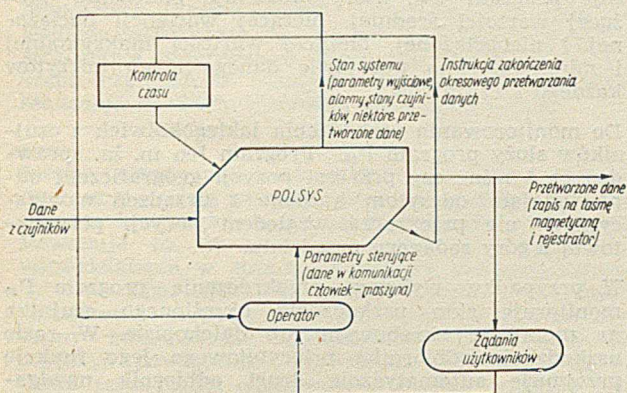 Kontrola
czasu
Stan systemu
(parametry wyjściowe,
alarmy, stany czujni-
ków, niektóre prze-
tworzone dane)
Instrukcja zakończenia
okresowego przetwarzania
danych
POLSYS
Dane
z czujników
Przetworzone dane
(zapis na taśmę
magnetyczną
i rejestrator)
Parametry sterujące
(dane w komunikacji
człowiek-maszyna)
Operator
Żądania
użytkowników